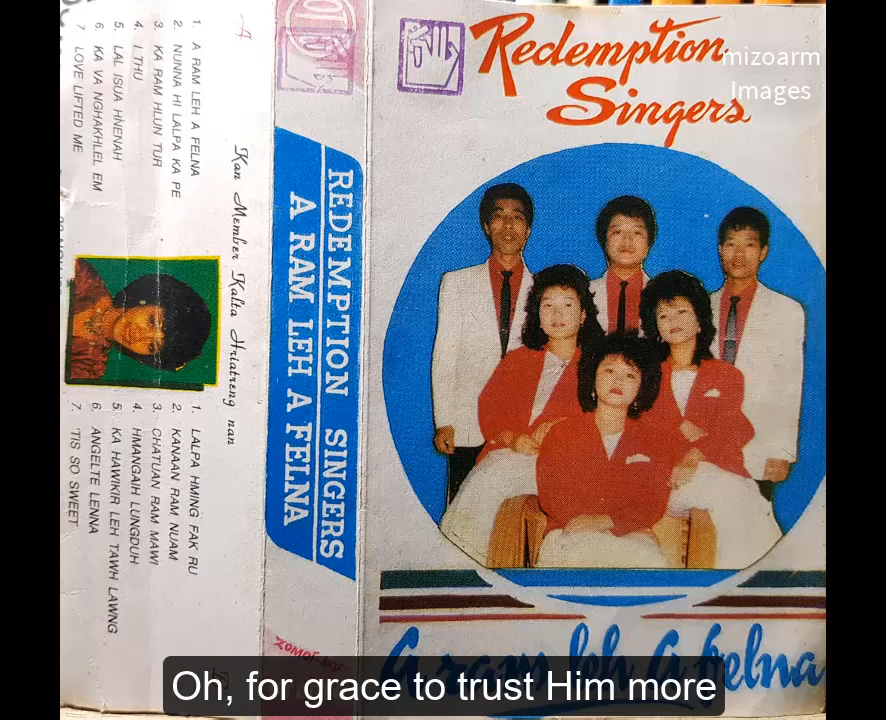 Redemption
Singers
mizoarm
Images
A ram leh A felna
REDEMPTION SINGERS
A RAM LEH A FELNA
Kan Member Kalta Hriatreng nan
A
1. A RAM LEH A FELNA
2. NUNNA HI LALPA KA PE
3. KA RAM HLUN TUR
4. I THU
5. LAL ISUA HNENAH
6. KA VA NGHAKHLEL EM
7 LOVE LIFTED ME
1. LALPA HMING FAK RU
2. KANAAN RAM NUAM
3. CHATUAN RAM MAWI
4. HMANGAIH LUNGDUH
5. KA HAWIKIR LEH TAWH LAWNG
6. ANGELTE LENNA
7. 'TIS SO SWEET
Oh, for grace to trust Him more